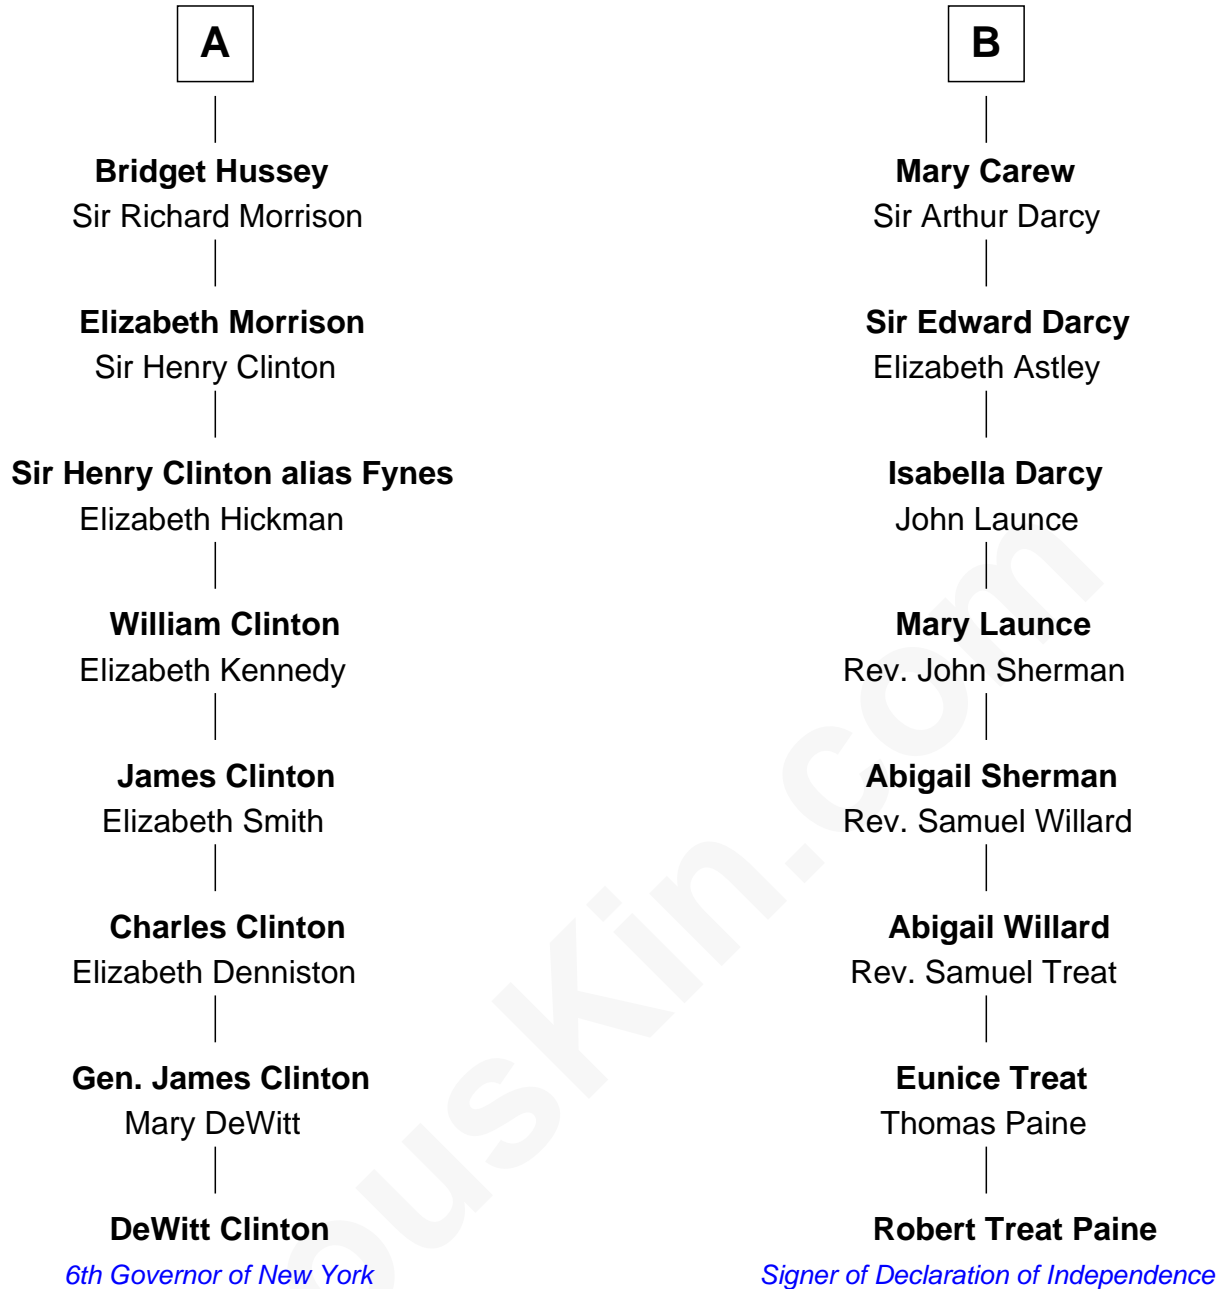 A
Bridget Hussey
Sir Richard Morrison
Elizabeth Morrison
Sir Henry Clinton
Sir Henry Clinton alias Fynes
Elizabeth Hickman
William Clinton
Elizabeth Kennedy
James Clinton
Elizabeth Smith
Charles Clinton
Elizabeth Denniston
Gen. James Clinton
Mary DeWitt
DeWitt Clinton
6th Governor of New York
B
Mary Carew
Sir Arthur Darcy
Sir Edward Darcy
Elizabeth Astley
Isabella Darcy
John Launce
Mary Launce
Rev. John Sherman
Abigail Sherman
Rev. Samuel Willard
Abigail Willard
Rev. Samuel Treat
Eunice Treat
Thomas Paine
Robert Treat Paine
Signer of Declaration of Independence
ousKin.com